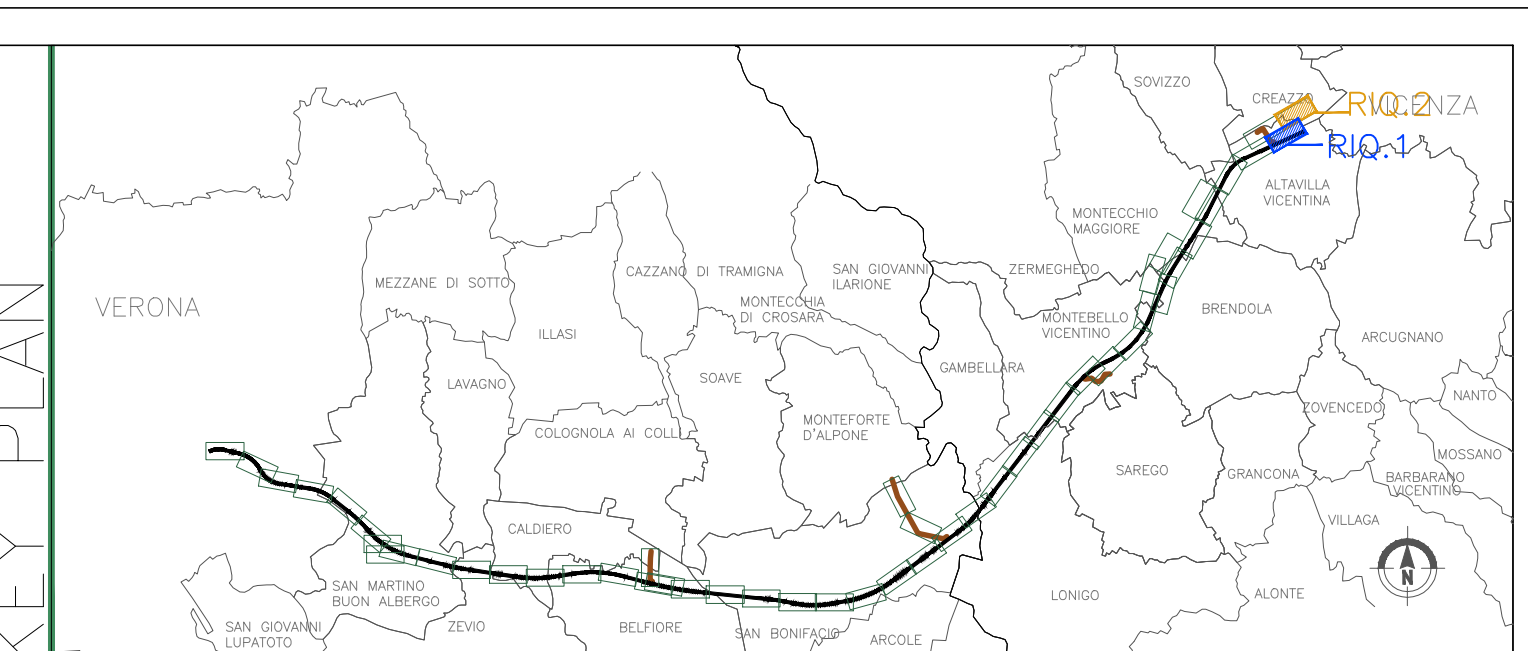 KEY PLAN
SOVIZZO
CREAZZO
RIQ.2
VICENZA
RIQ.1
ALTAVILLA
VICENTINA
MONTECCHIO
MAGGIORE
MEZZANE DI SOTTO
CAZZANO DI TRAMIGNA
SAN GIOVANNI
ILARIONE
ZERMEGHEDO
VERONA
MONTECCHIA
DI CROSARA
MONTEBELLO
VICENTINO
BRENDOLA
ILLASI
ARCUGNANO
LAVAGNO
SOAVE
GAMBELLARA
NANTO
ZOVENCEDO
MONTEFORTE
D'ALPONE
COLOGNOLA AI COLLI
MOSSANO
SAREGO
GRANCONA
BARBARANO
VICENTINO
CALDIERO
VILLAGA
N
SAN MARTINO
BUON ALBERGO
LONIGO
ALONTE
SAN GIOVANNI
LUPATOTO
ZEVIO
BELFIORE
SAN BONIFACIO
ARCOLE